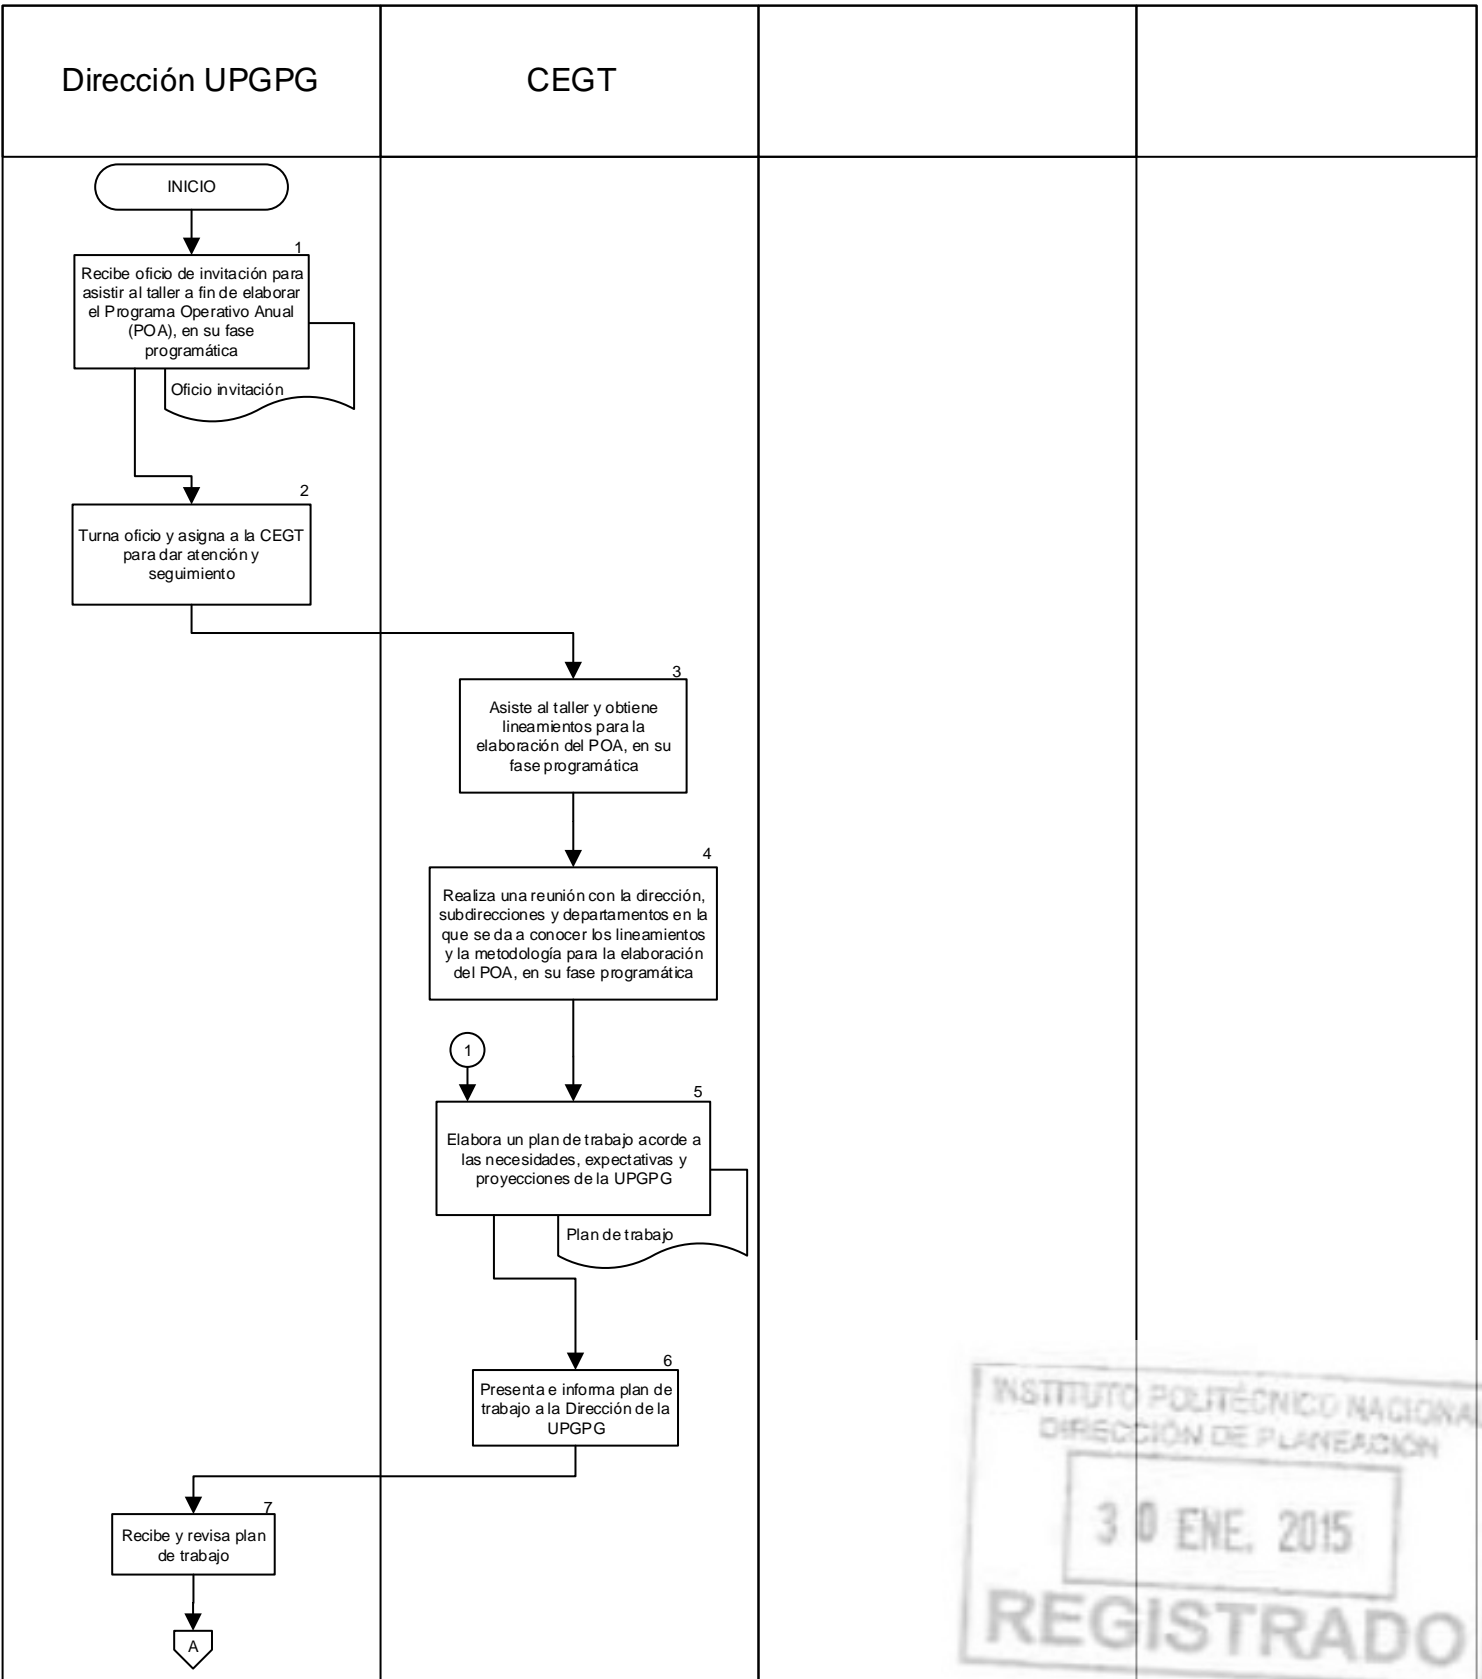 Dirección UPGPG
CEGT
INICIO
1
Recibe oficio de invitación para
asistir al taller a fin de elaborar
el Programa Operativo Anual
(POA), en su fase
programática
Oficio invitación
2
Turna oficio y asigna a la CEGT
para dar atención y
seguimiento
3
Asiste al taller y obtiene
lineamientos para la
elaboración del POA, en su
fase programática
4
Realiza una reunión con la dirección,
subdirecciones y departamentos en la
que se da a conocer los lineamientos
y la metodología para la elaboración
del POA, en su fase programática
1
5
Elabora un plan de trabajo acorde a
las necesidades, expectativas y
proyecciones de la UPGPG
Plan de trabajo
6
Presenta e informa plan de
trabajo a la Dirección de la
UPGPG
7
Recibe y revisa plan
de trabajo
A
INSTITUTO POLITÉCNICO NACIONAL
DIRECCIÓN DE PLANEACIÓN
30 ENE. 2015
REGISTRADO